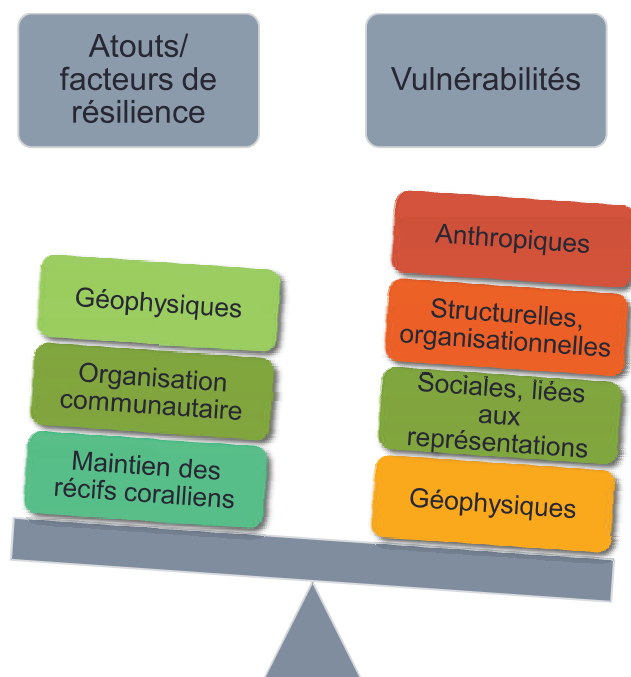 Atouts/
facteurs de
résilience
Vulnérabilités
Géophysiques
Organisation
communautaire
Maintien des
récifs coralliens
Anthropiques
Structurelles,
organisationnelles
Sociales, liées
aux
représentations
Géophysiques